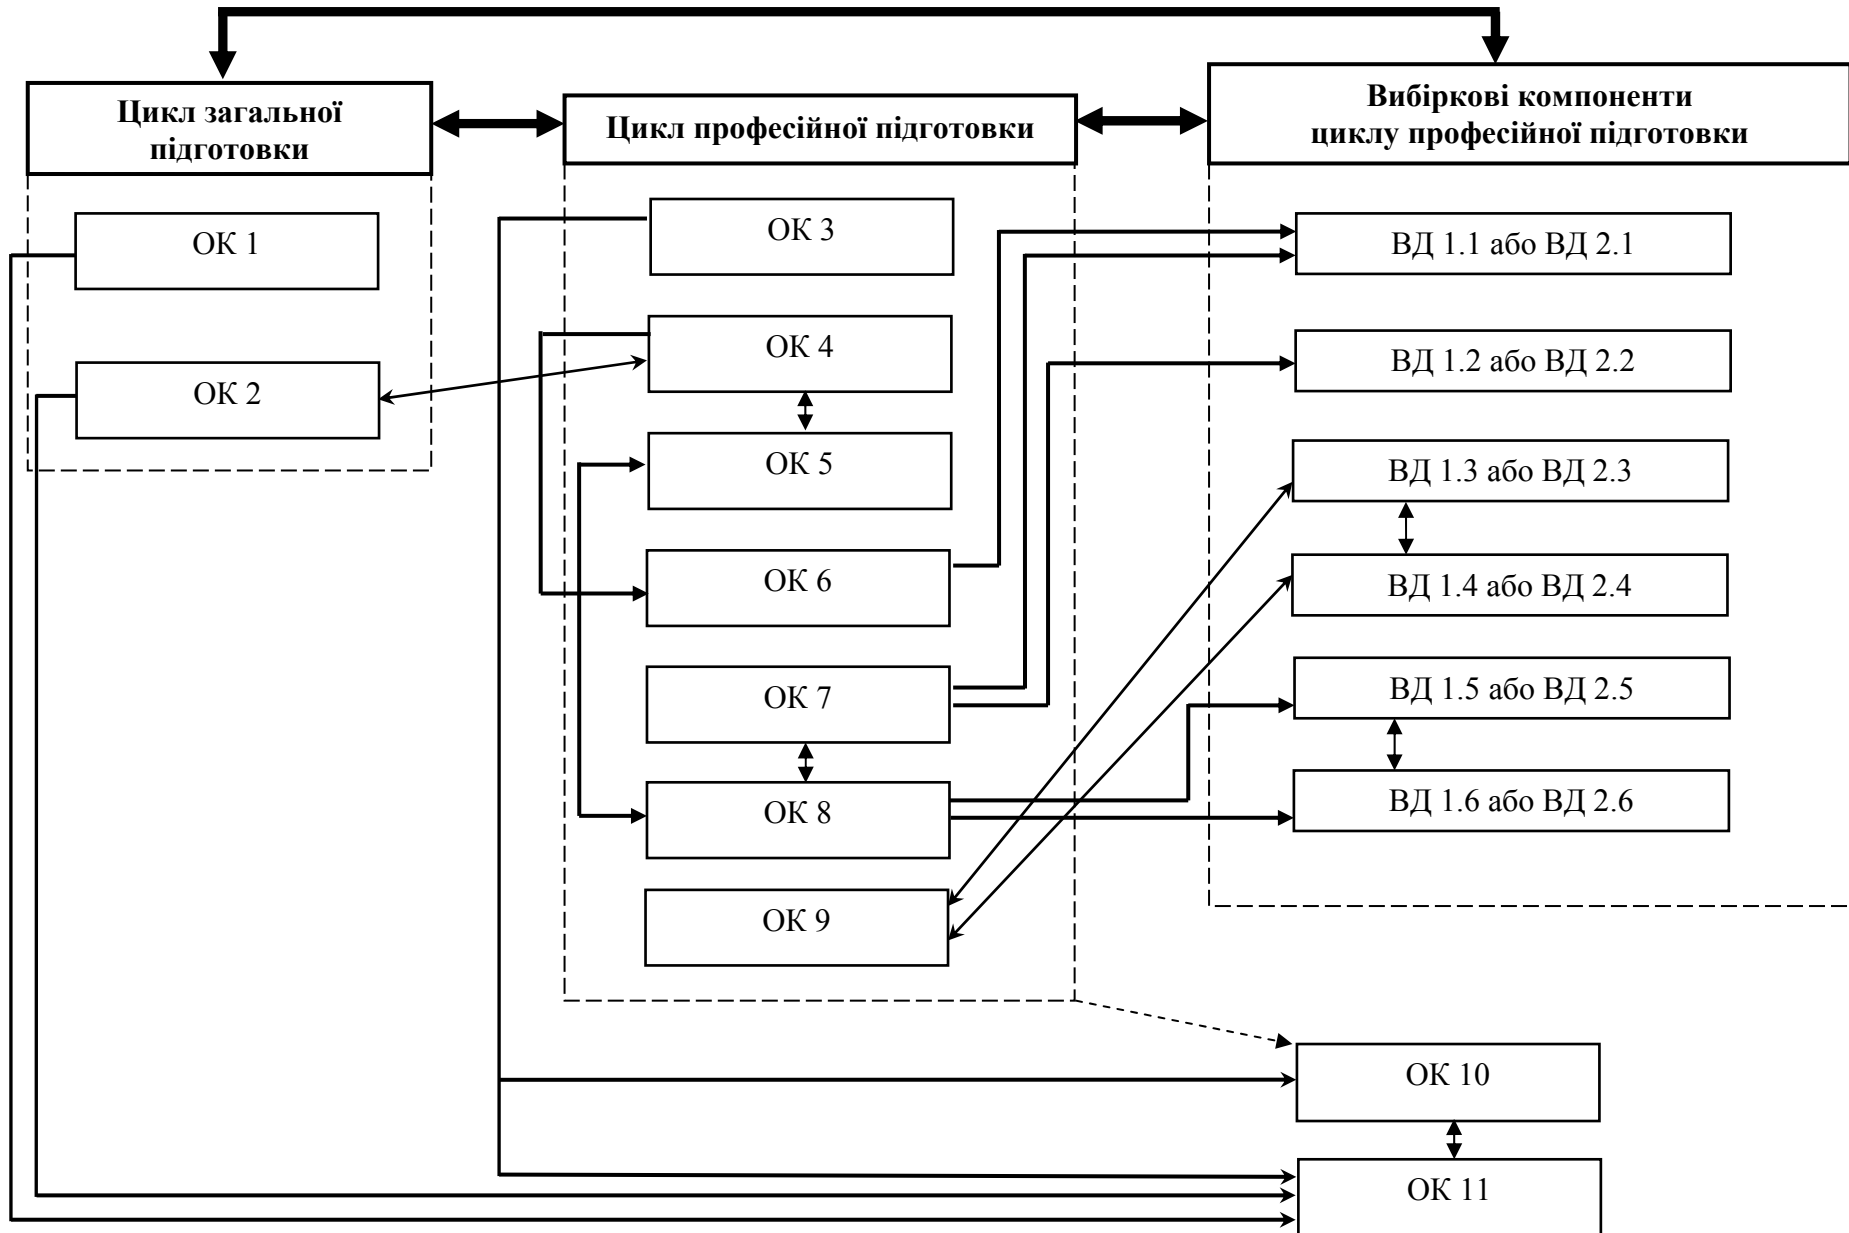 Цикл загальної
підготовки
Цикл професійної підготовки
Вибіркові компоненти
циклу професійної підготовки
ОК 1
ОК 2
ОК 3
ОК 4
ОК 5
ОК 6
ОК 7
ОК 8
ОК 9
ВД 1.1 або ВД 2.1
ВД 1.2 або ВД 2.2
ВД 1.3 або ВД 2.3
ВД 1.4 або ВД 2.4
ВД 1.5 або ВД 2.5
ВД 1.6 або ВД 2.6
ОК 10
ОК 11